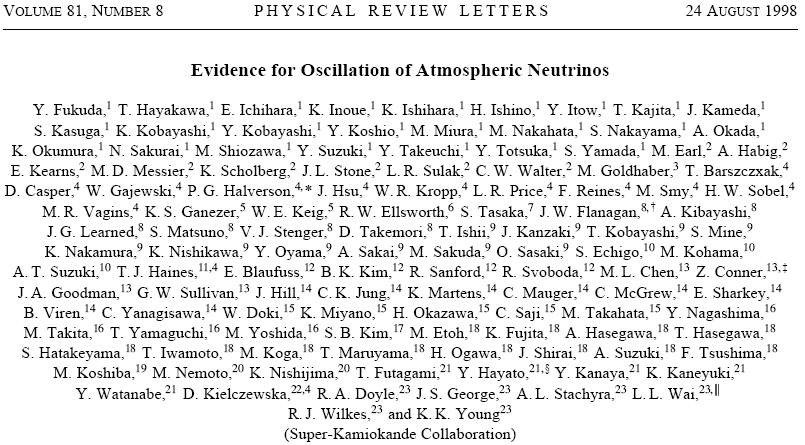 VOLUME 81, NUMBER 8 PHYSICAL REVIEW LETTERS 24 AUGUST 1998
Evidence for Oscillation of Atmospheric Neutrinos
Y. Fukuda,1 T. Hayakawa,1 E. Ichihara,1 K. Inoue,1 K. Ishihara,1 H. Ishino,1 Y. Itow,1 T. Kajita,1 J. Kameda,1
S. Kasuga,1 K. Kobayashi,1 Y. Kobayashi,1 Y. Koshio,1 M. Miura,1 M. Nakahata,1 S. Nakayama,1 A. Okada,1
K. Okumura,1 N. Sakurai,1 M. Shiozawa,1 Y. Suzuki,1 Y. Takeuchi,1 Y. Totsuka,1 S. Yamada,1 M. Earl,2 A. Habig,2
E. Kearns,2 M. D. Messier,2 K. Scholberg,2 J. L. Stone,2 L. R. Sulak,2 C. W. Walter,2 M. Goldhaber,3 T. Barszczxak,4
D. Casper,4 W. Gajewski,4 P. G. Halverson,4,* J. Hsu,4 W. R. Kropp,4 L. R. Price,4 F. Reines,4 M. Smy,4 H. W. Sobel,4
M. R. Vagins,4 K. S. Ganezer,5 W. E. Keig,5 R. W. Ellsworth,6 S. Tasaka,7 J. W. Flanagan,8,† A. Kibayashi,8
J. G. Learned,8 S. Matsuno,8 V. J. Stenger,8 D. Takemori,8 T. Ishii,9 J. Kanzaki,9 T. Kobayashi,9 S. Mine,9
K. Nakamura,9 K. Nishikawa,9 Y. Oyama,9 A. Sakai,9 M. Sakuda,9 O. Sasaki,9 S. Echigo,10 M. Kohama,10
A. T. Suzuki,10 T. J. Haines,11,4 E. Blaufuss,12 B. K. Kim,12 R. Sanford,12 R. Svoboda,12 M. L. Chen,13 Z. Conner,13,‡
J. A. Goodman,13 G. W. Sullivan,13 J. Hill,14 C. K. Jung,14 K. Martens,14 C. Mauger,14 C. McGrew,14 E. Sharkey,14
B. Viren,14 C. Yanagisawa,14 W. Doki,15 K. Miyano,15 H. Okazawa,15 C. Saji,15 M. Takahata,15 Y. Nagashima,16
M. Takita,16 T. Yamaguchi,16 M. Yoshida,16 S. B. Kim,17 M. Etoh,18 K. Fujita,18 A. Hasegawa,18 T. Hasegawa,18
S. Hatakeyama,18 T. Iwamoto,18 M. Koga,18 T. Maruyama,18 H. Ogawa,18 J. Shirai,18 A. Suzuki,18 F. Tsushima,18
M. Koshiba,19 M. Nemoto,20 K. Nishijima,20 T. Futagami,21 Y. Hayato,21,§ Y. Kanaya,21 K. Kaneyuki,21
Y. Watanabe,21 D. Kielczewska,22,4 R. A. Doyle,23 J. S. George,23 A. L. Stachyra,23 L. L. Wai,23,∥
R. J. Wilkes,23 and K. K. Young23
(Super-Kamiokande Collaboration)